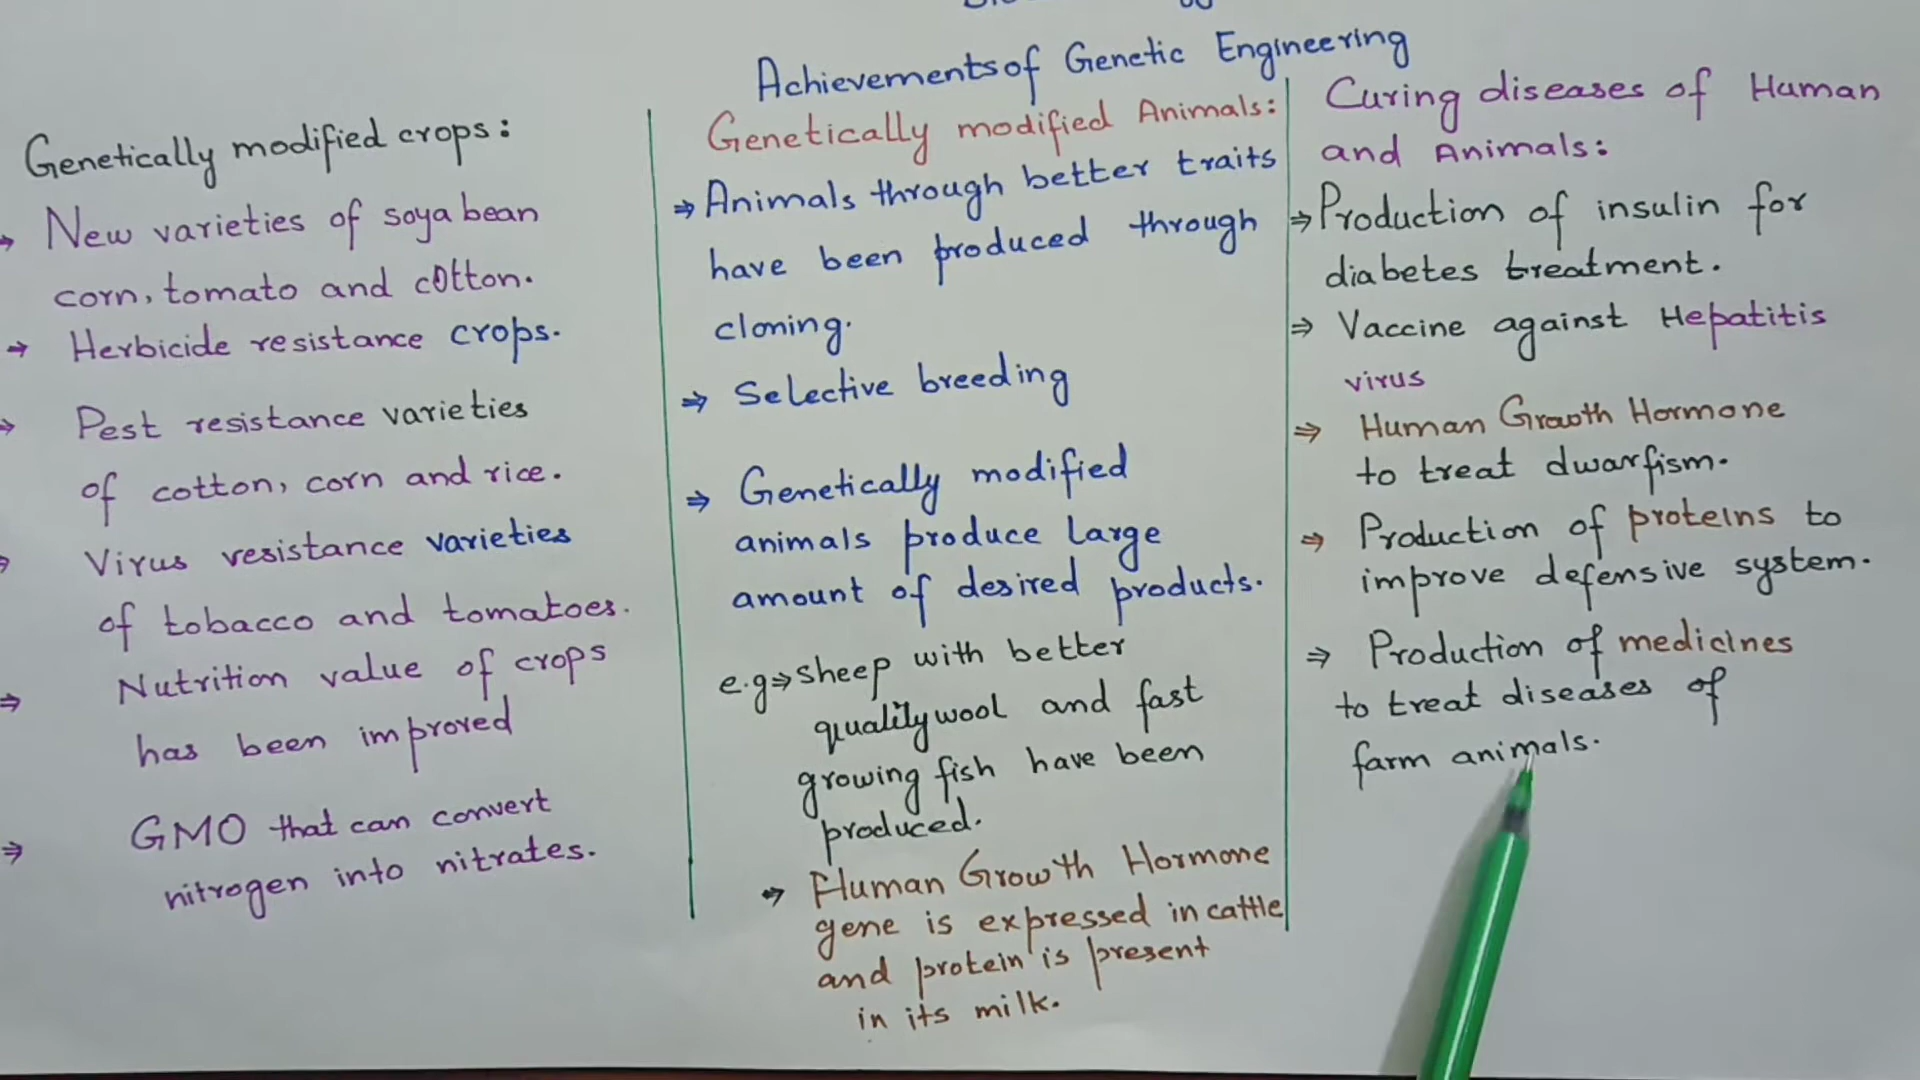 Achievements of Genetic Engineering
Genetically modified crops:
⇒ New varieties of soyabean
corn, tomato and cotton.
⇒ Herbicide resistance crops.
⇒ Pest resistance varieties
of cotton, corn and rice.
⇒ Virus resistance varieties
of tobacco and tomatoes.
⇒ Nutrition value of crops
has been improved
⇒ GMO that can convert
nitrogen into nitrates.
Genetically modified Animals:
⇒ Animals through better traits
have been produced through
cloning.
⇒ Selective breeding
⇒ Genetically modified
animals produce large
amount of desired products.
e.g⇒ sheep with better
quality wool and fast
growing fish have been
produced.
⇒ Human Growth Hormone
gene is expressed in cattle
and protein is present
in its milk.
Curing diseases of Human
and Animals:
⇒ Production of insulin for
diabetes treatment.
⇒ Vaccine against Hepatitis
virus
⇒ Human Growth Hormone
to treat dwarfism.
⇒ Production of proteins to
improve defensive system.
⇒ Production of medicines
to treat diseases of
farm animals.